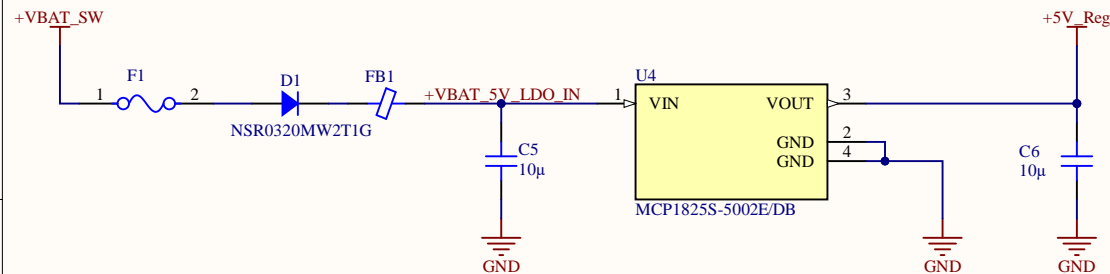 +VBAT_SW
+5V_Reg
F1
1
2
D1
NSR0320MW2T1G
FB1
+VBAT_5V_LDO_IN
U4
1
VIN
VOUT
3
GND
2
GND
4
MCP1825S-5002E/DB
C5
10µ
C6
10µ
GND
GND
GND